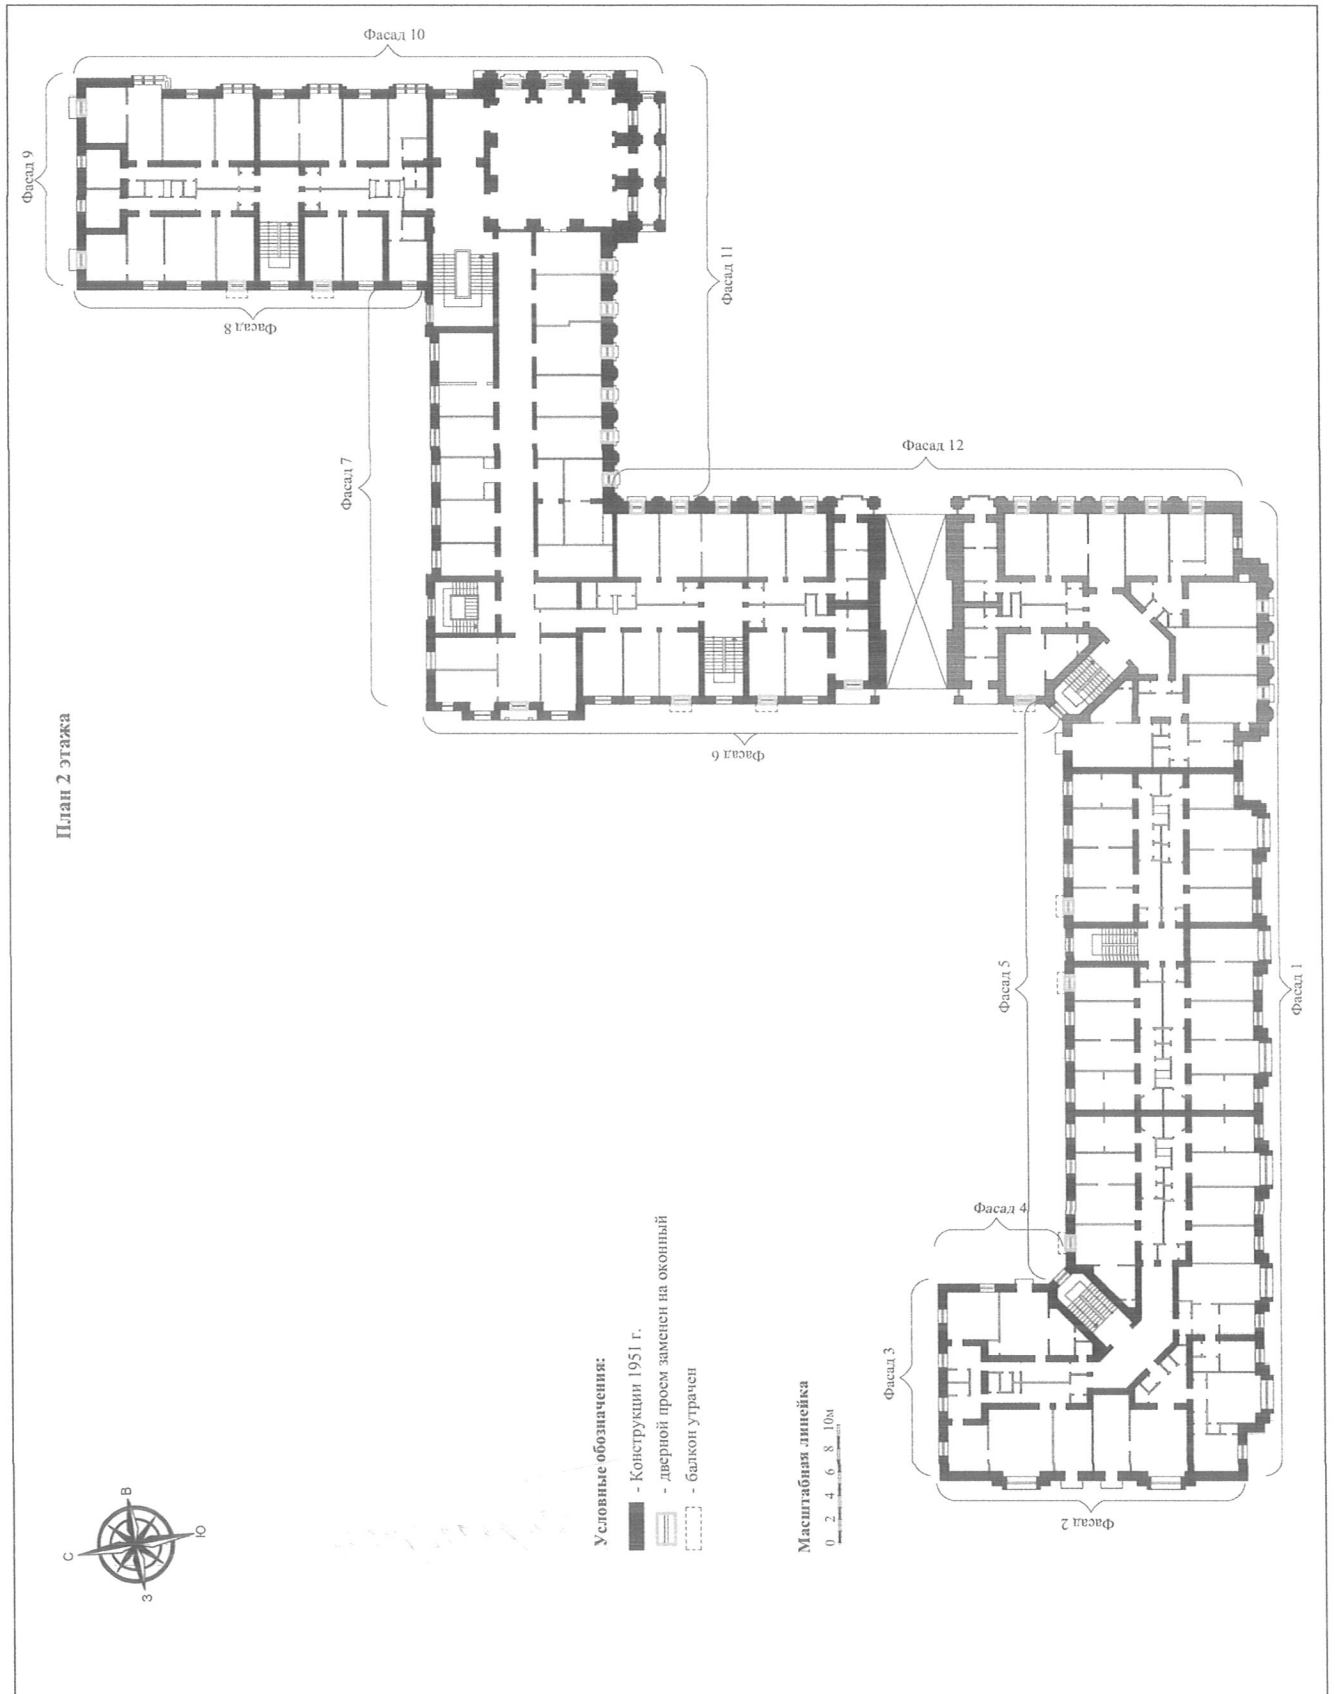 План 2 этажа
Фасад 10
Фасад 9
Фасад 8
Фасад 11
Фасад 7
Фасад 12
Фасад 6
Фасад 5
Фасад 1
Фасад 4
Фасад 3
Фасад 2
С
В
Ю
З
Условные обозначения:
- Конструкции 1951 г.
- дверной проем заменен на оконный
- балкон утрачен
Масштабная линейка
0 2 4 6 8 10м